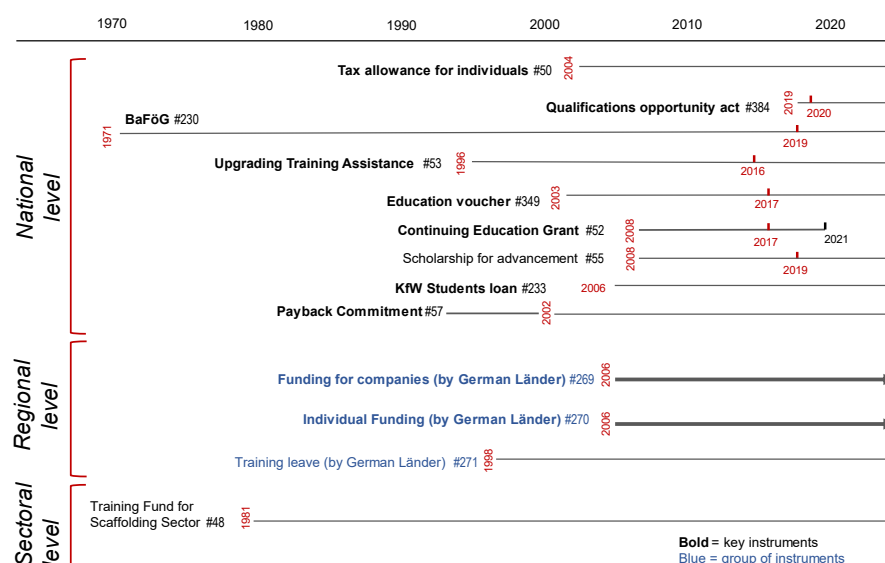 1970 1980 1990 2000 2010 2020
National level
Tax allowance for individuals #50 2004
Qualifications opportunity act #384 2019 2020
BaFöG #230
1971 2019
Upgrading Training Assistance #53 1996 2016
Education voucher #349 2003 2017
Continuing Education Grant #52 2008 2017 2021
Scholarship for advancement #55 2008 2019
KfW Students loan #233 2006
Payback Commitment #57 2002
Regional level
Funding for companies (by German Länder) #269 2006
Individual Funding (by German Länder) #270 2006
Training leave (by German Länder) #271 1998
Sectoral level
Training Fund for
Scaffolding Sector #48 1981
Bold = key instruments
Blue = group of instruments